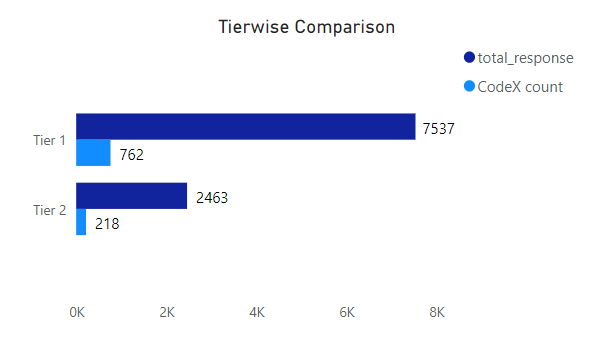 Tierwise Comparison
total_response
CodeX count
Tier 1
7537
762
Tier 2
2463
218
0K 2K 4K 6K 8K